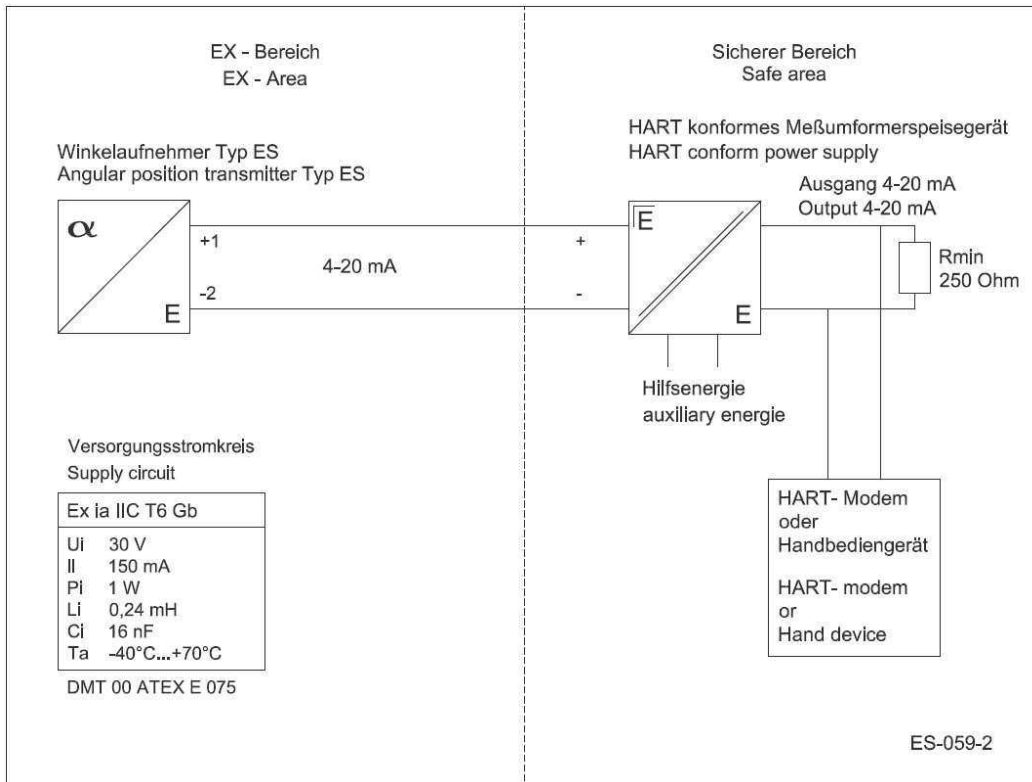 EX - Bereich
EX - Area
Sicherer Bereich
Safe area
Winkelaufnehmer Typ ES
Angular position transmitter Typ ES
HART konformes Meßumformerspeisegerät
HART conform power supply
Ausgang 4-20 mA
Output 4-20 mA
α
E
+1
-2
4-20 mA
+
-
E
E
Rmin
250 Ohm
Hilfsenergie
auxiliary energie
Versorgungsstromkreis
Supply circuit
Ex ia IIC T6 Gb
Ui 30 V
II 150 mA
Pi 1 W
Li 0,24 mH
Ci 16 nF
Ta -40°C...+70°C
DMT 00 ATEX E 075
HART- Modem
oder
Handbediengerät
HART- modem
or
Hand device
ES-059-2